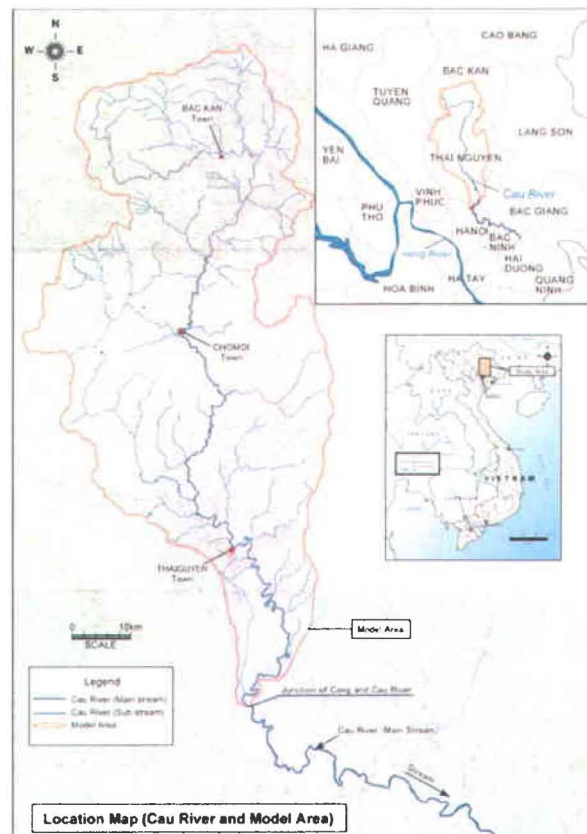 N
W E
S
BAC KAN
Town
CHOMOI
Town
THAIGUYEN
Town
0 10km
SCALE
Model Area
Legend
Cau River (Main stream)
Cau River (Sub stream)
Model Area
Junction of Cong and Cau River
Cau River (Main Stream)
Stream
Location Map (Cau River and Model Area)
HA GIANG
CAO BANG
BAC KAN
TUYEN
QUANG
LANG SON
YEN
BAI
THAI NGUYEN
Cau River
PHU
THO
VINH
PHUC
BAC GIANG
HANOI
BAC
NINH
HAI
DUONG
QUANG
NINH
Hong River
HA TAY
HOA BINH
Study Area
VIETNAM